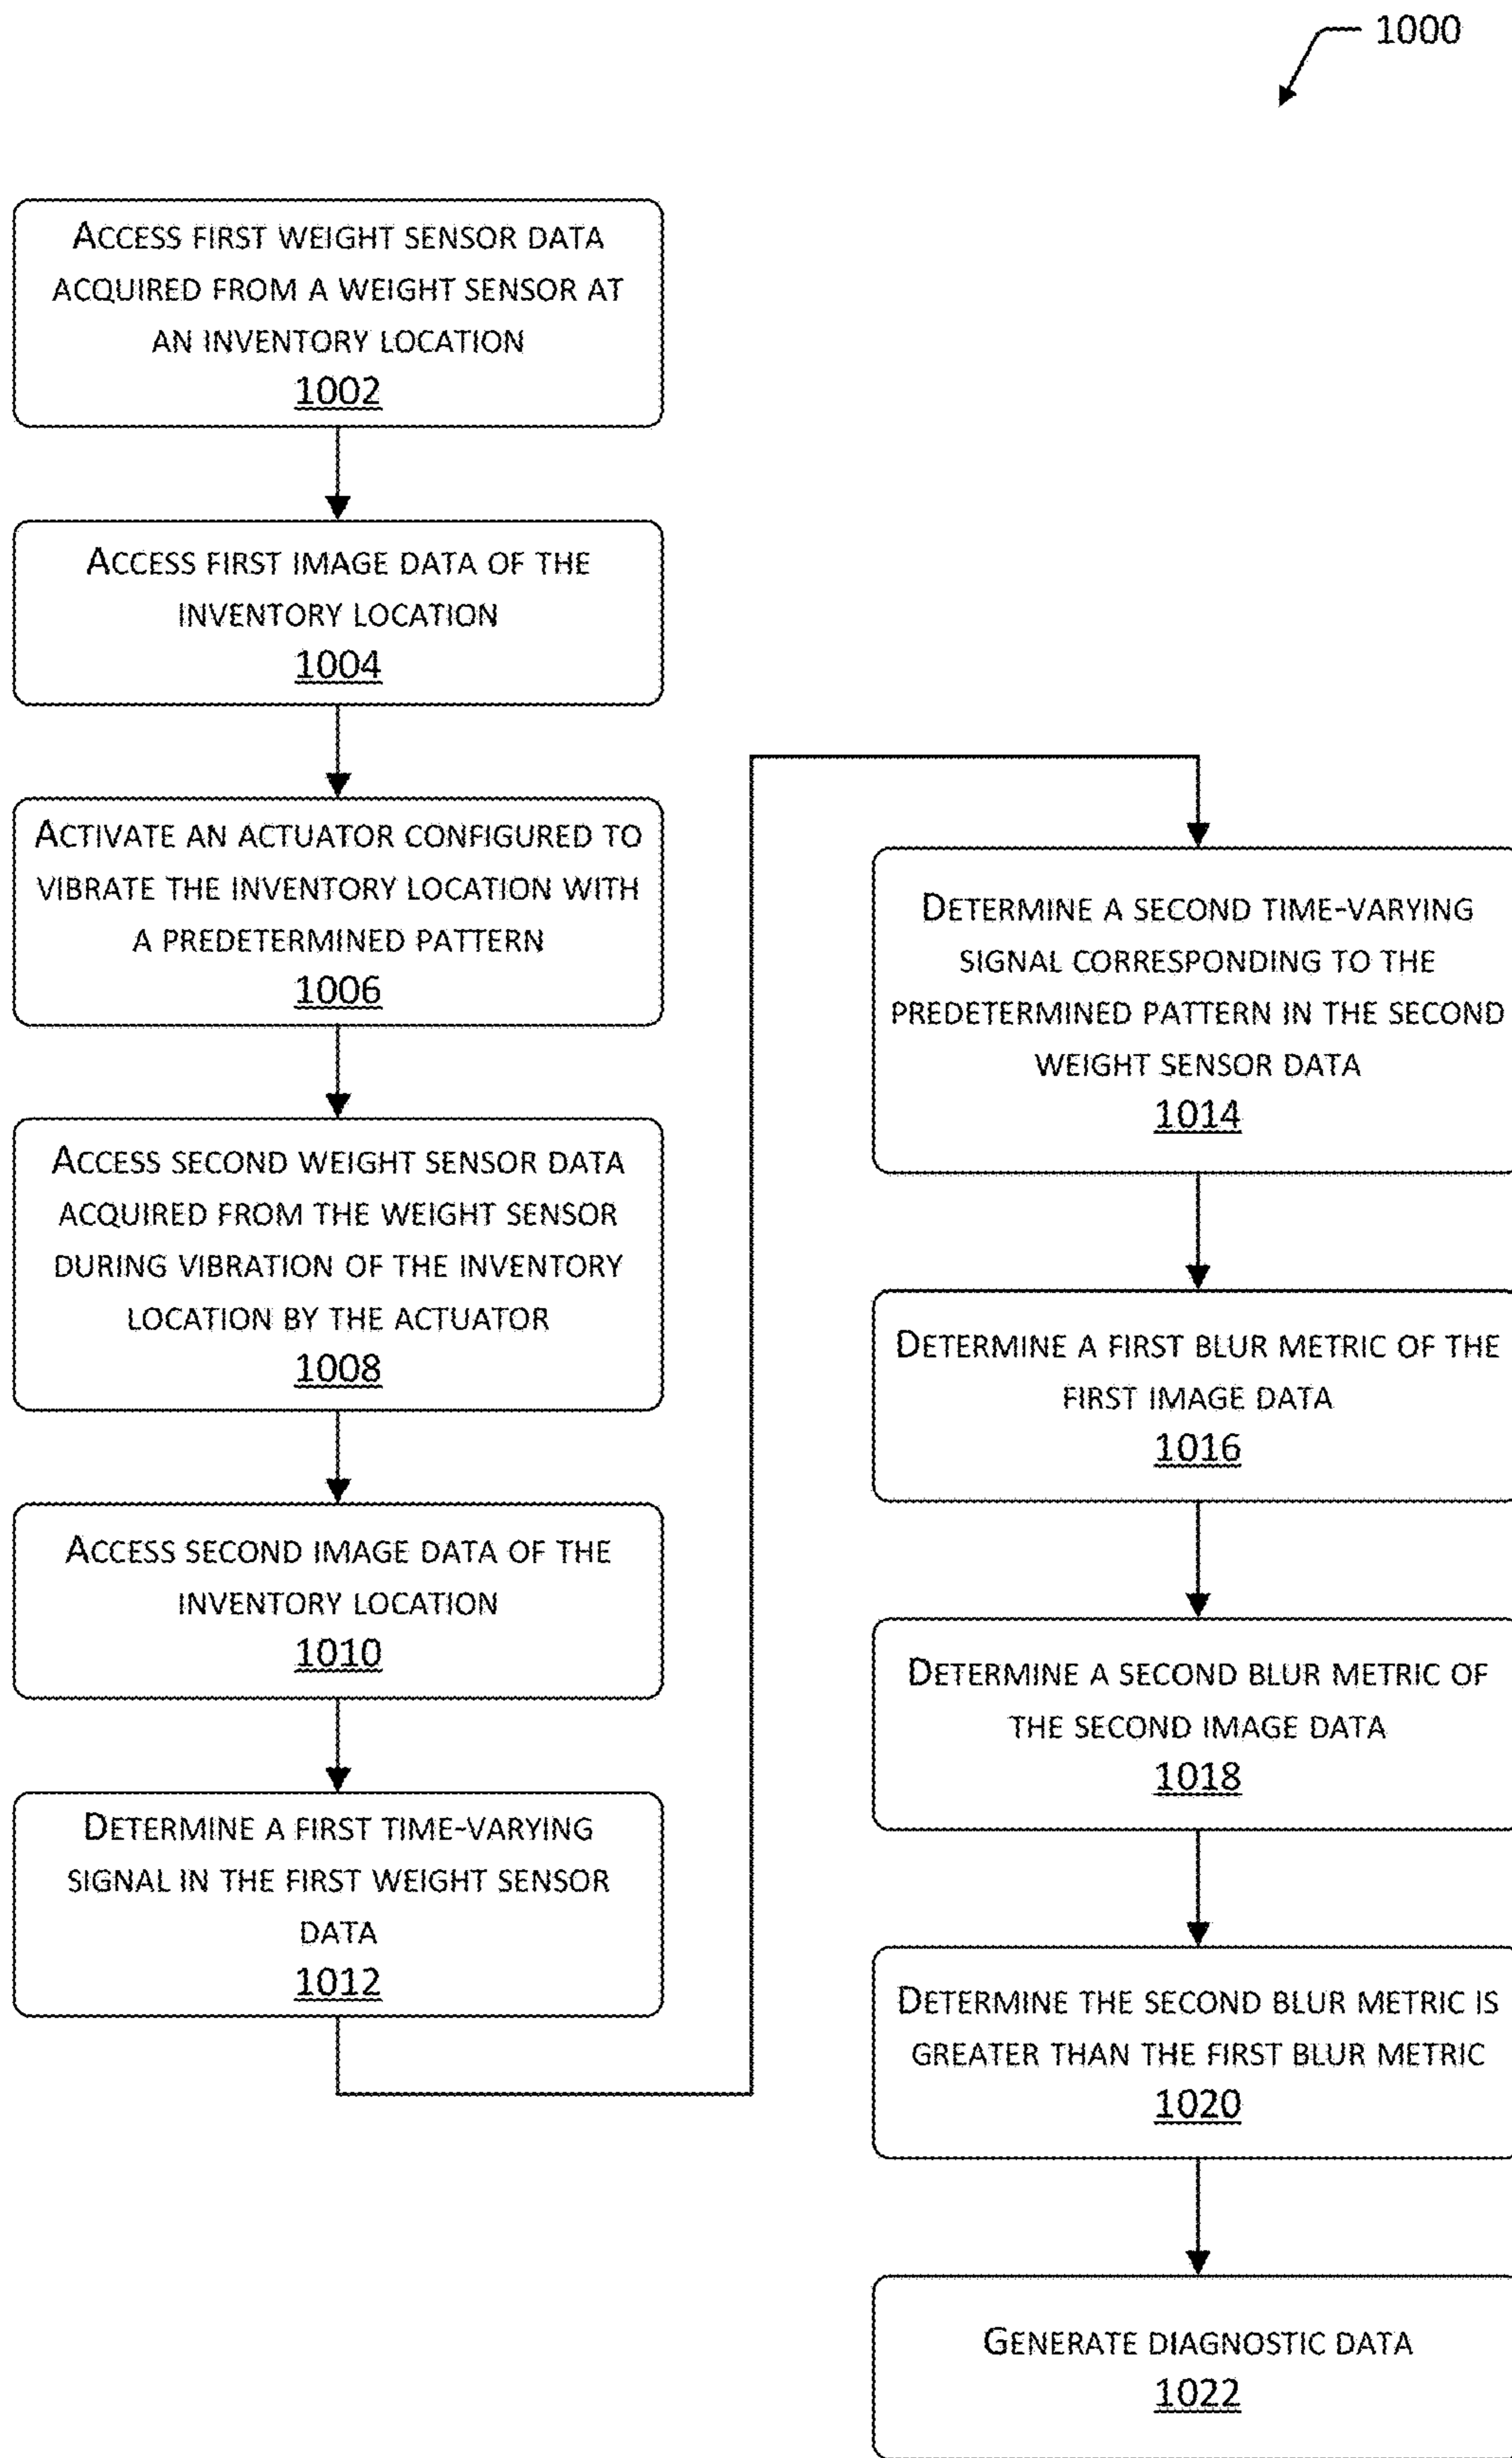 1000
ACCESS FIRST WEIGHT SENSOR DATA
ACQUIRED FROM A WEIGHT SENSOR AT
AN INVENTORY LOCATION
1002
ACCESS FIRST IMAGE DATA OF THE
INVENTORY LOCATION
1004
ACTIVATE AN ACTUATOR CONFIGURED TO
VIBRATE THE INVENTORY LOCATION WITH
A PREDETERMINED PATTERN
1006
ACCESS SECOND WEIGHT SENSOR DATA
ACQUIRED FROM THE WEIGHT SENSOR
DURING VIBRATION OF THE INVENTORY
LOCATION BY THE ACTUATOR
1008
ACCESS SECOND IMAGE DATA OF THE
INVENTORY LOCATION
1010
DETERMINE A FIRST TIME-VARYING
SIGNAL IN THE FIRST WEIGHT SENSOR
DATA
1012
DETERMINE A SECOND TIME-VARYING
SIGNAL CORRESPONDING TO THE
PREDETERMINED PATTERN IN THE SECOND
WEIGHT SENSOR DATA
1014
DETERMINE A FIRST BLUR METRIC OF THE
FIRST IMAGE DATA
1016
DETERMINE A SECOND BLUR METRIC OF
THE SECOND IMAGE DATA
1018
DETERMINE THE SECOND BLUR METRIC IS
GREATER THAN THE FIRST BLUR METRIC
1020
GENERATE DIAGNOSTIC DATA
1022